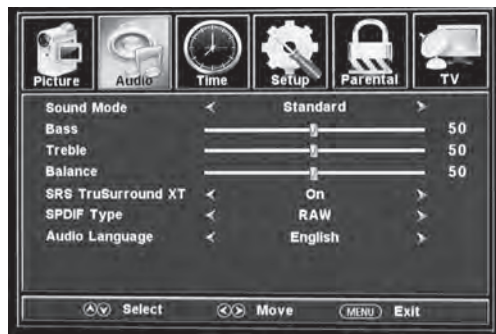 Picture Audio Time Setup Parental TV
Sound Mode Standard
Bass 50
Treble 50
Balance 50
SRS TruSurround XT On
SPDIF Type RAW
Audio Language English
Select Move MENU Exit